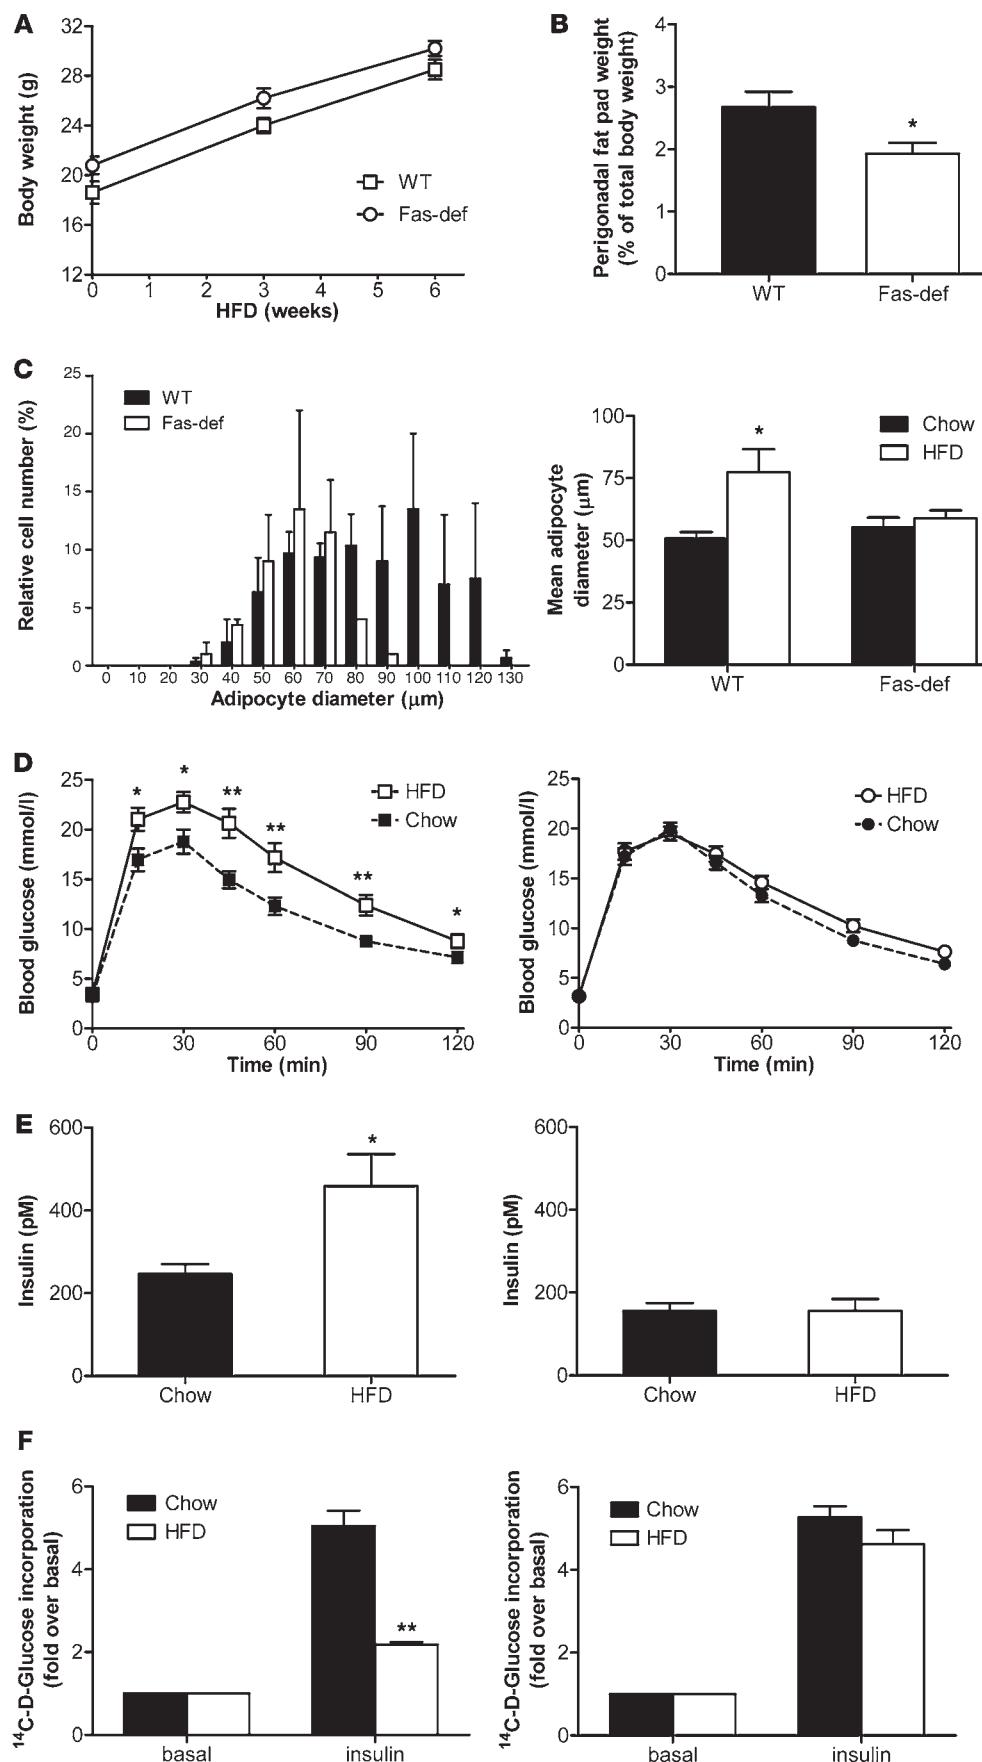 A
Body weight (g)
32
28
24
20
16
12
0 1 2 3 4 5 6
HFD (weeks)
WT
Fas-def
B
Perigonadal fat pad weight
(% of total body weight)
4
3
2
1
0
*
WT Fas-def
C
Relative cell number (%)
25
20
15
10
5
0
WT
Fas-def
0 10 20 30 40 50 60 70 80 90 100 110 120 130
Adipocyte diameter (μm)
Mean adipocyte
diameter (μm)
100
75
50
25
0
*
Chow
HFD
WT Fas-def
D
Blood glucose (mmol/l)
25
20
15
10
5
0
* * ** ** ** *
HFD
Chow
0 30 60 90 120
Time (min)
Blood glucose (mmol/l)
25
20
15
10
5
0
HFD
Chow
0 30 60 90 120
Time (min)
E
Insulin (pM)
600
400
200
0
*
Chow HFD
Insulin (pM)
600
400
200
0
Chow HFD
F
¹⁴C-D-Glucose incorporation
(fold over basal)
6
4
2
0
Chow
HFD
**
basal insulin
¹⁴C-D-Glucose incorporation
(fold over basal)
6
4
2
0
Chow
HFD
basal insulin